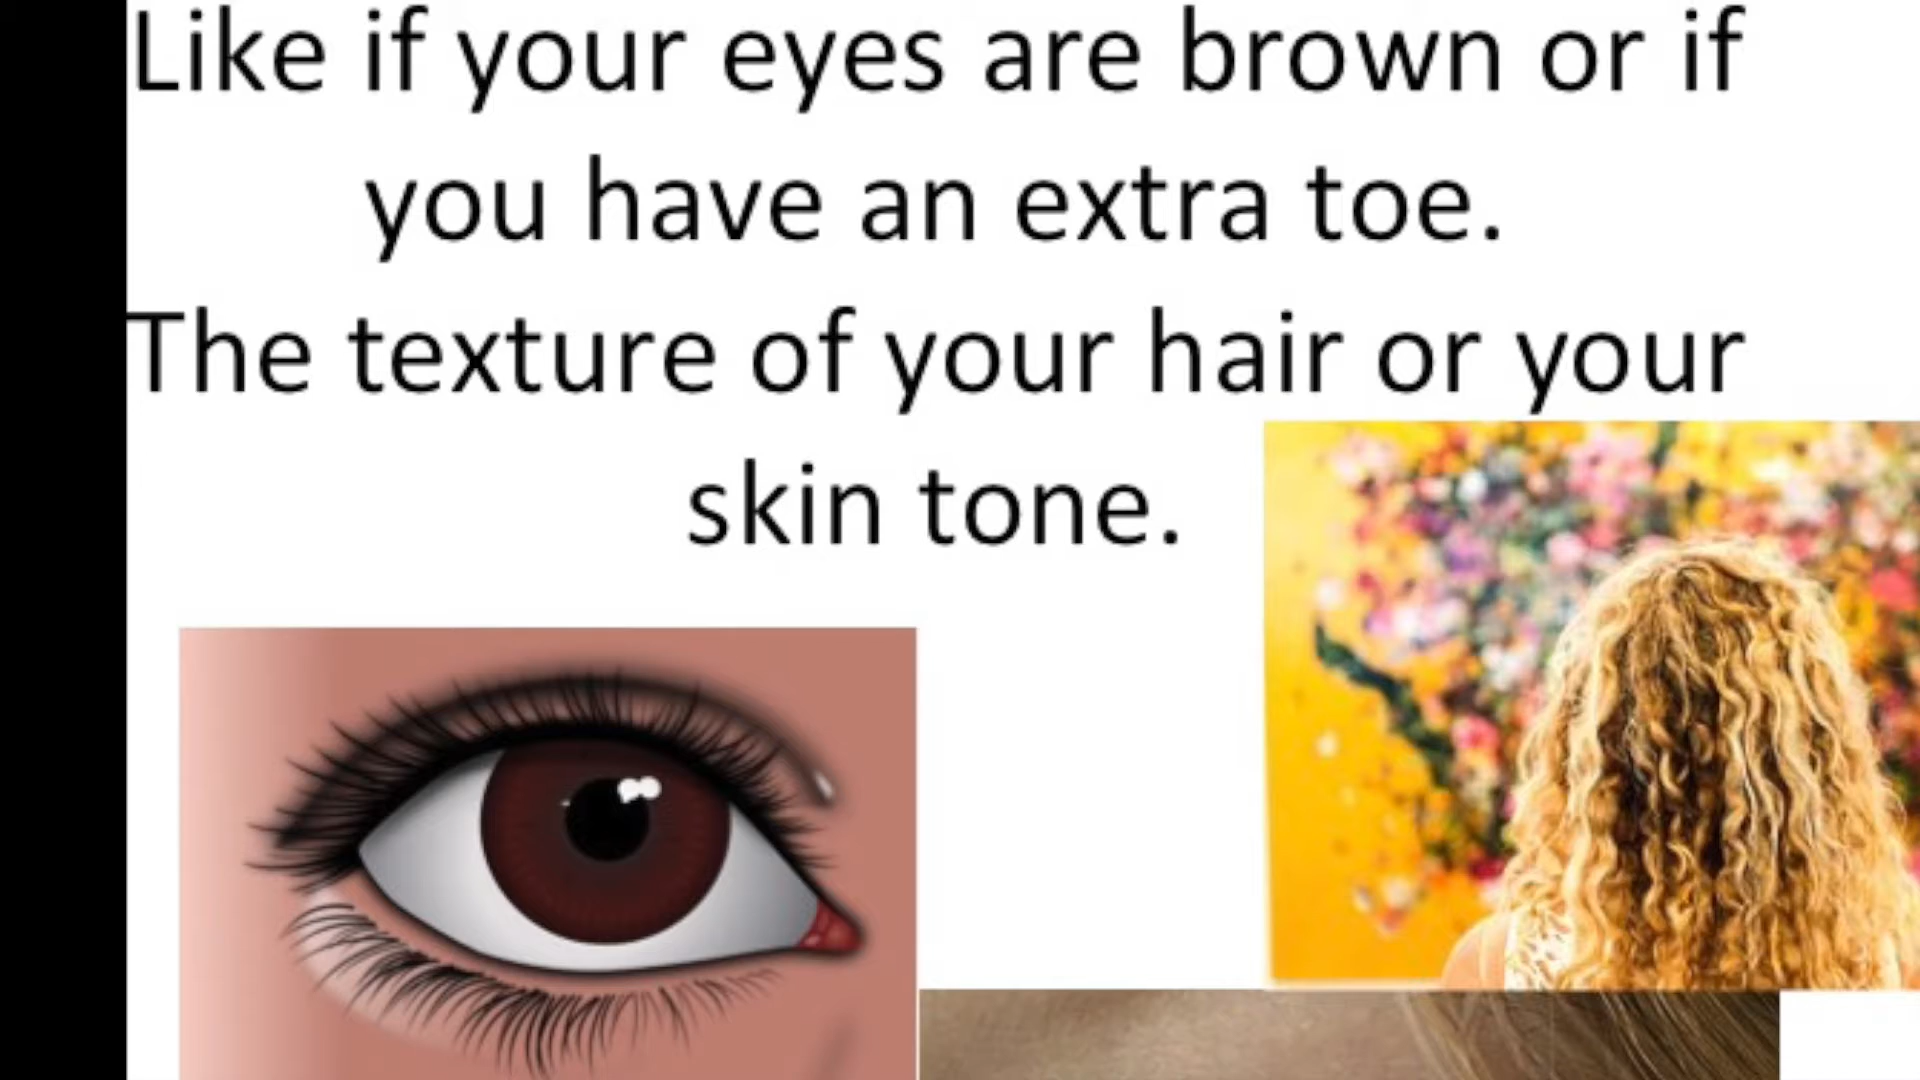 Like if your eyes are brown or if
you have an extra toe.
The texture of your hair or your
skin tone.